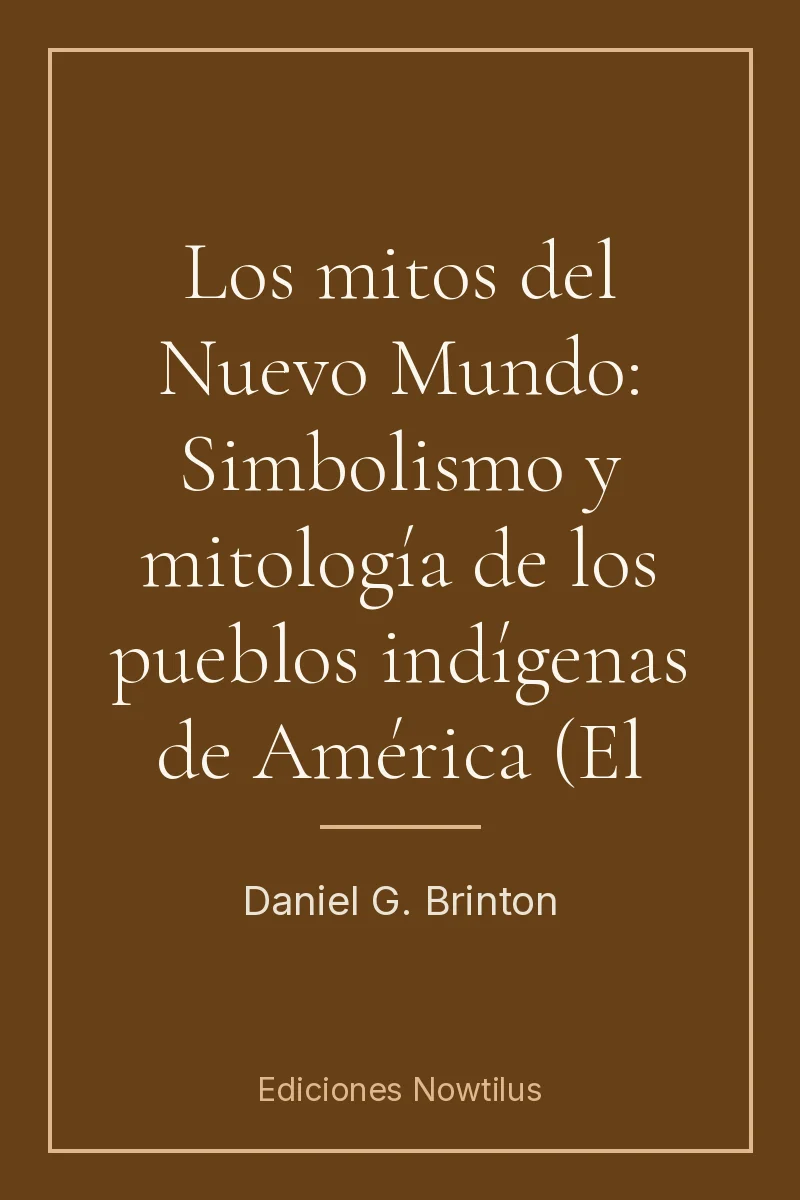 Los mitos del
Nuevo Mundo:
Simbolismo y
mitología de los
pueblos indígenas
de América (El
Daniel G. Brinton
Ediciones Nowtilus